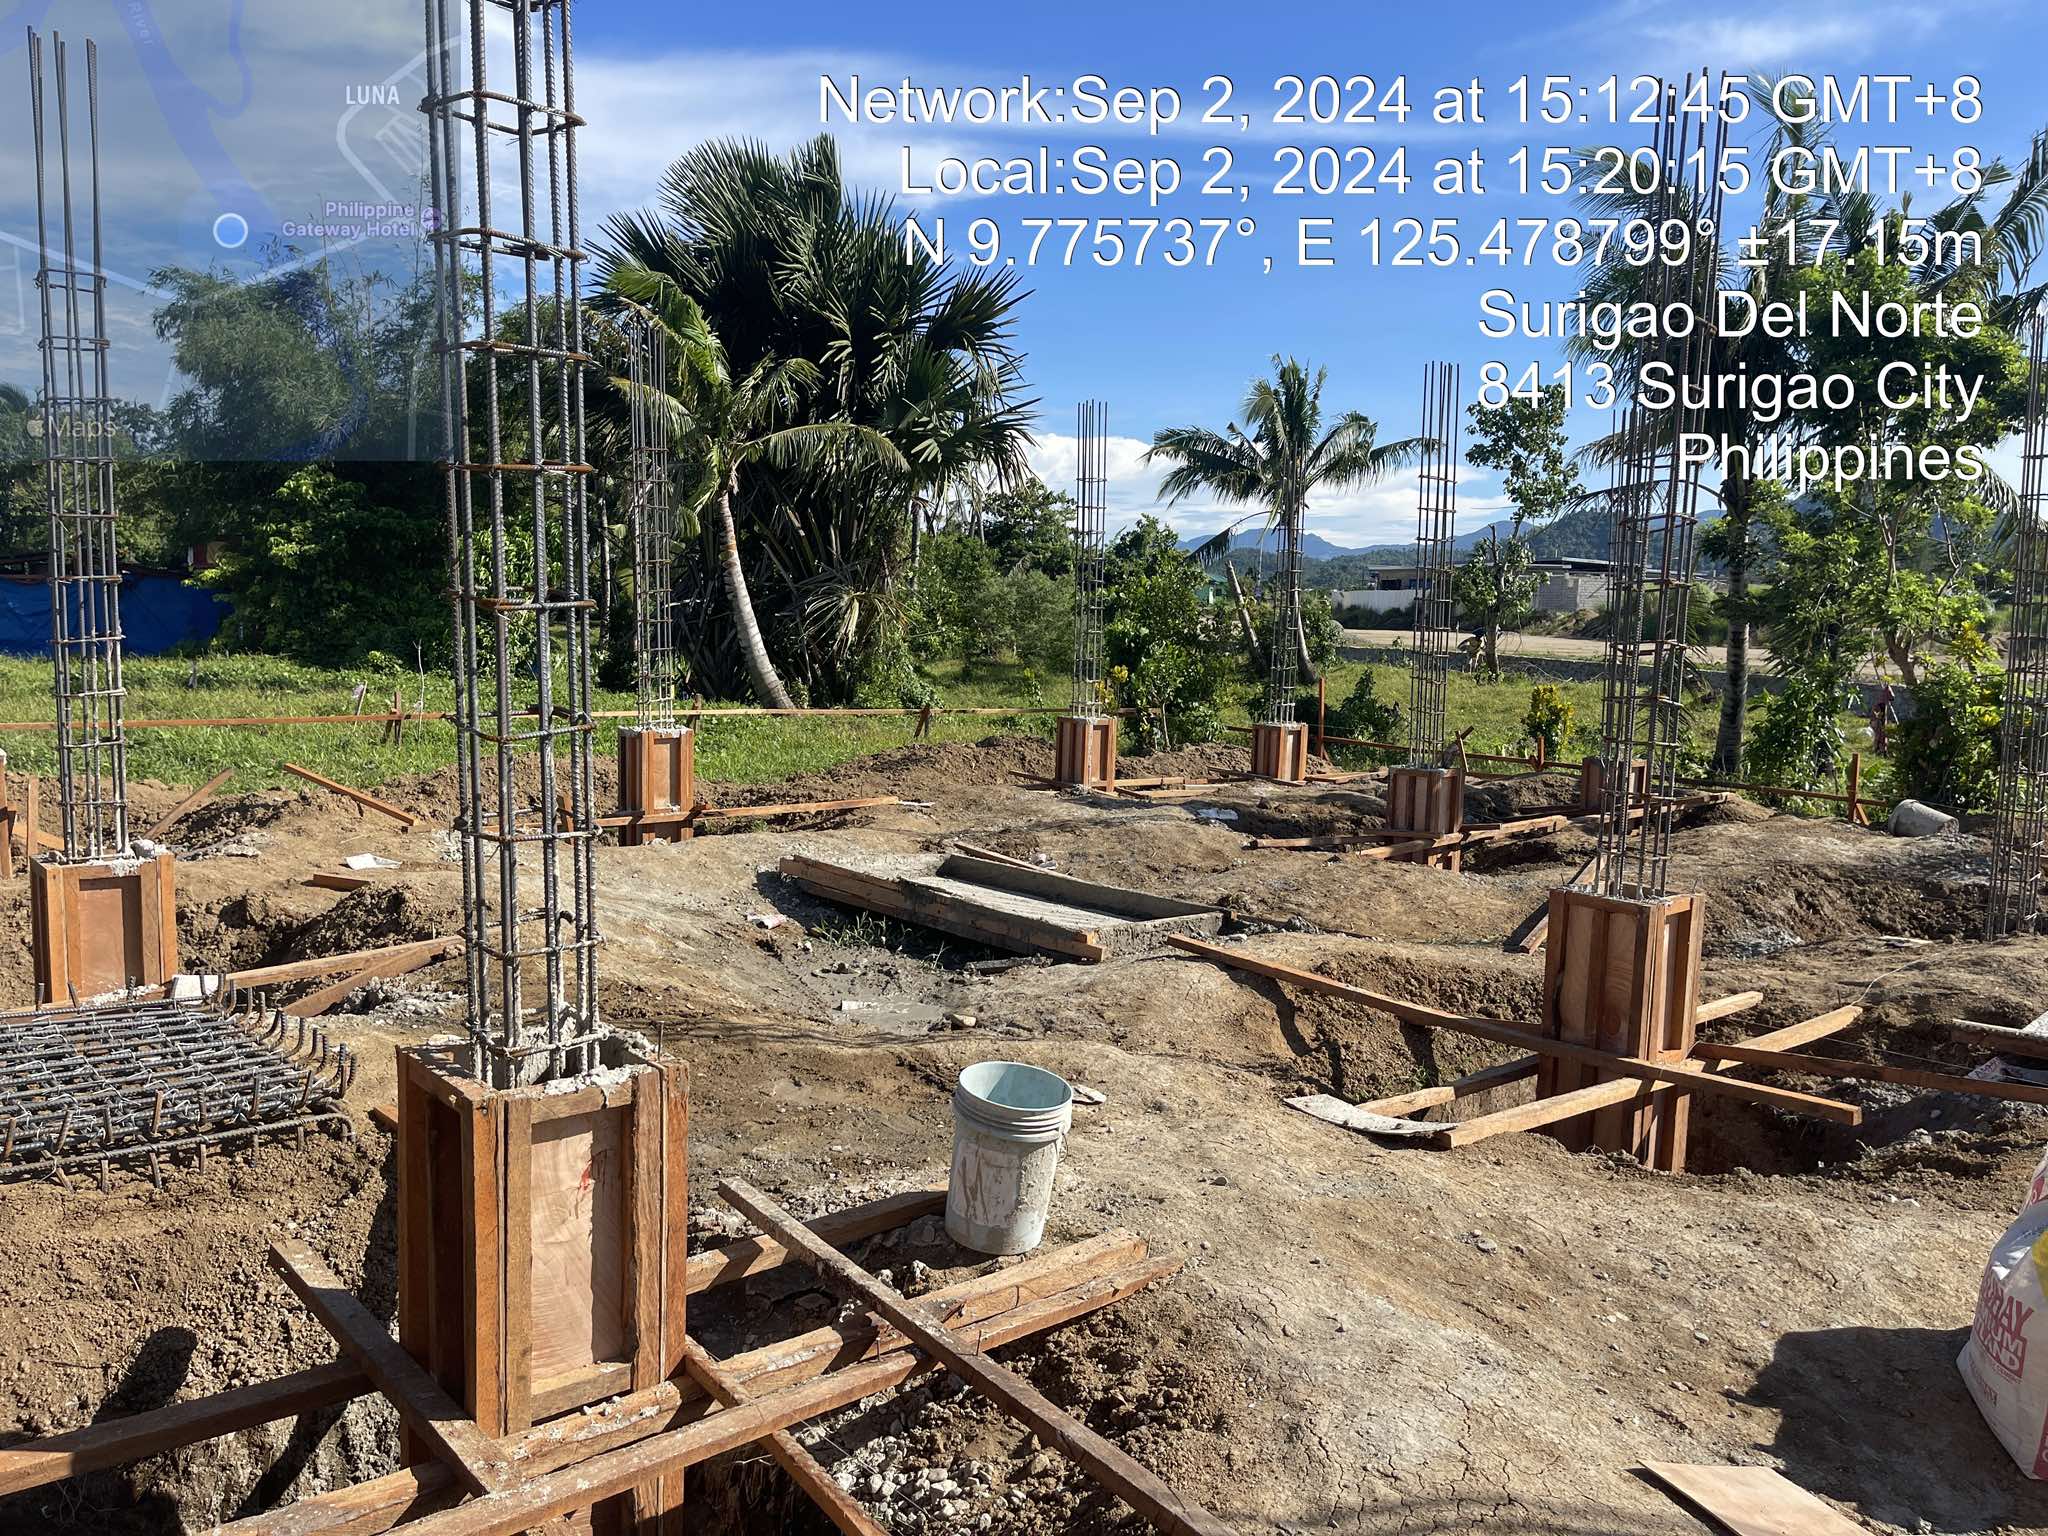 River
LUNA
Philippine
Gateway Hotel
Maps
Network:Sep 2, 2024 at 15:12:45 GMT+8
Local:Sep 2, 2024 at 15:20:15 GMT+8
N 9.775737°, E 125.478799° ±17.15m
Surigao Del Norte
8413 Surigao City
Philippines